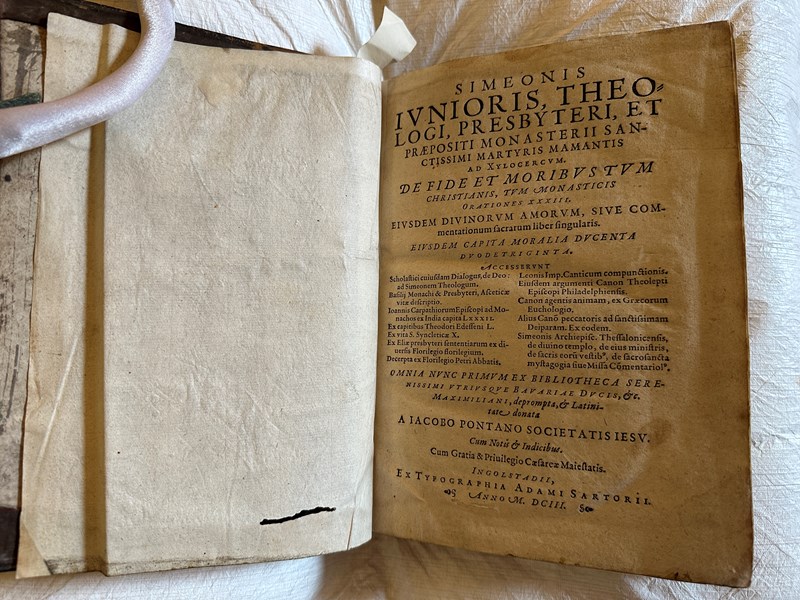 SIMEONIS
IVNIORIS, THEO-
LOGI, PRESBYTERI, ET
PRÆPOSITI MONASTERII SAN-
CTISSIMI MARTYRIS MAMANTIS
AD XYLOCERCVM.
DE FIDE ET MORIBVS TVM
CHRISTIANIS, TVM MONASTICIS
ORATIONES XXXIII.
EIVSDEM DIVINORVM AMORVM, SIVE COM-
mentationum sacrarum liber singularis.
EIVSDEM CAPITA MORALIA DVCENTA
DVODETRIGINTA.
ACCESSERVNT
Scholastici cuiusdam Dialogus, de Deo:
ad Simeonem Theologum.
Basilij Monachi & Presbyteri, Asceticæ
vitæ descriptio.
Ioannis Carpathiorum Episcopi ad Mo-
nachos ex India capita LXXXII.
Ex capitibus Theodori Edesseni L.
Ex vita S. Syncleticæ X.
Ex Eliæ presbyteri sententiarum ex di-
uersis Florilegio florilegium.
Decerpta ex Florilegio Petri Abbatis.
Leonis Imp. Canticum compunctionis.
Eiusdem argumenti Canon Theolepti
Episcopi Philadelphiensis.
Canon agentis animam, ex Græcorum
Euchologio.
Alius Canō peccatoris ad sanctissimam
Deiparam. Ex eodem.
Simeonis Archiepisc. Thessalonicensis,
de diuino templo, de eius ministris,
de sacris eorū vestibꝰ, de sacrosancta
mystagogia siue Missa Cōmentariolꝰ.
OMNIA NVNC PRIMVM EX BIBLIOTHECA SERE-
NISSIMI VTRIVSQVE BAVARIAE DVCIS, &c.
MAXIMILIANI, deprompta, & Latini-
tate donata
A IACOBO PONTANO SOCIETATIS IESV.
Cum Notis & Indicibus.
Cum Gratia & Priuilegio Cæsareæ Maiestatis.
INGOLSTADII,
EX TYPOGRAPHIA ADAMI SARTORII.
ANNO M. DCIII.